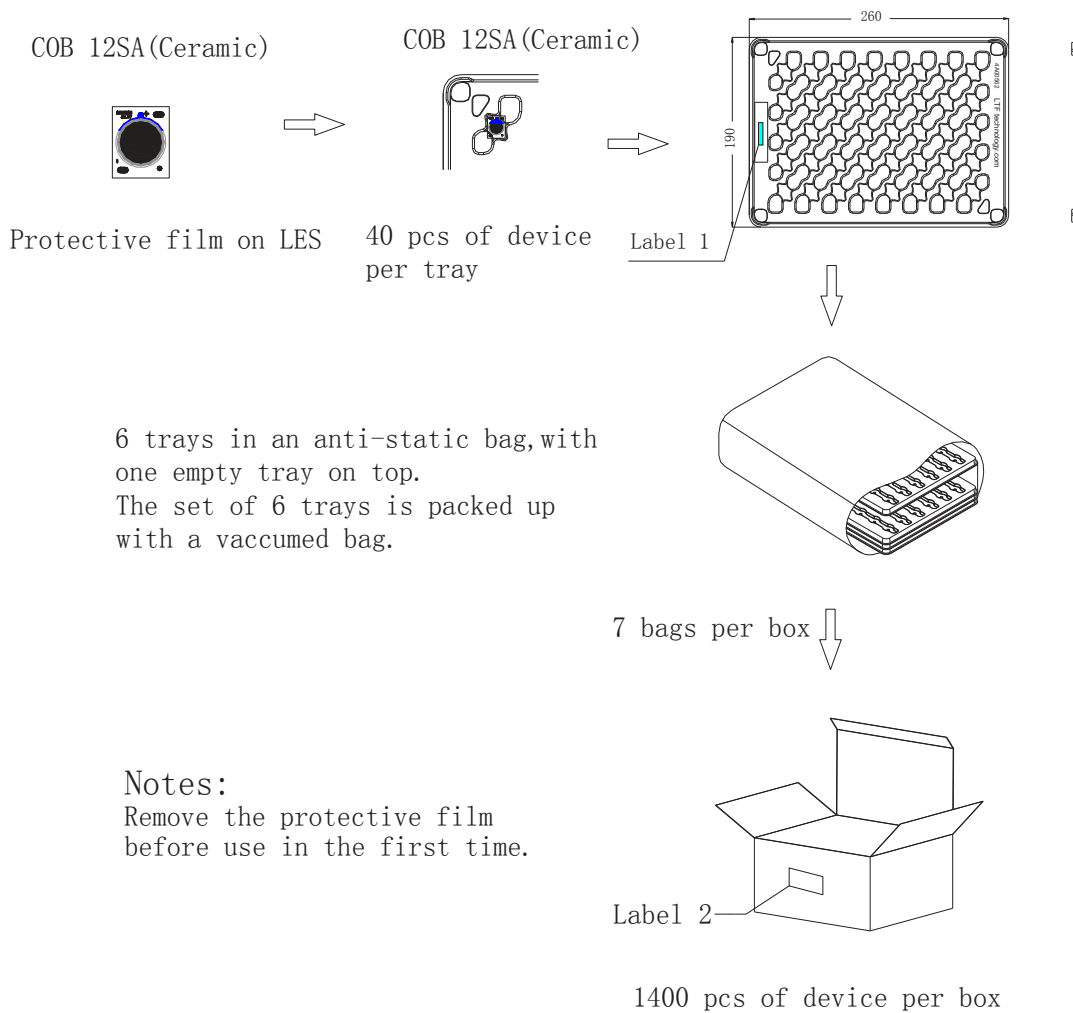 COB 12SA(Ceramic)
COB 12SA(Ceramic)
260
190
LTF technology.com
Protective film on LES
40 pcs of device
per tray
Label 1
6 trays in an anti-static bag,with
one empty tray on top.
The set of 6 trays is packed up
with a vaccumed bag.
7 bags per box
Notes:
Remove the protective film
before use in the first time.
Label 2
1400 pcs of device per box